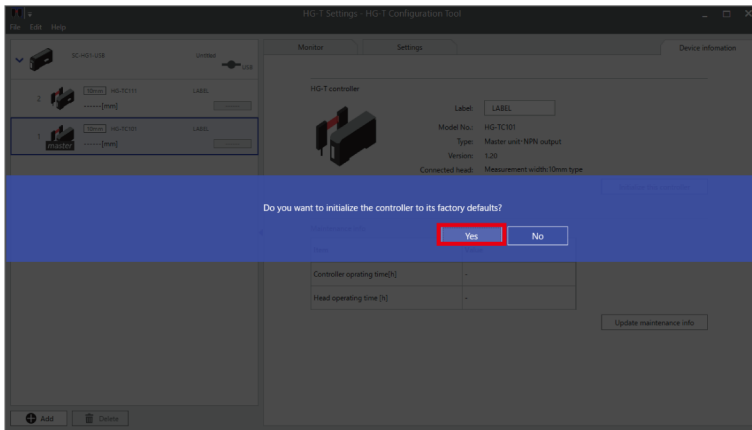 HG-T Settings - HG-T Configuration Tool
File Edit Help
SC-HG1-USB
Untitled
USB
2
10mm HG-TC111
LABEL
------[mm]
1
master
10mm HG-TC101
LABEL
------[mm]
Monitor
Settings
Device infomation
HG-T controller
Label: LABEL
Model No.: HG-TC101
Type: Master unit･NPN output
Version: 1.20
Connected head: Measurement width:10mm type
Do you want to initialize the controller to its factory defaults?
Yes
No
Controller oprating time[h] -
Head operating time [h] -
Update maintenance info
Add
Delete